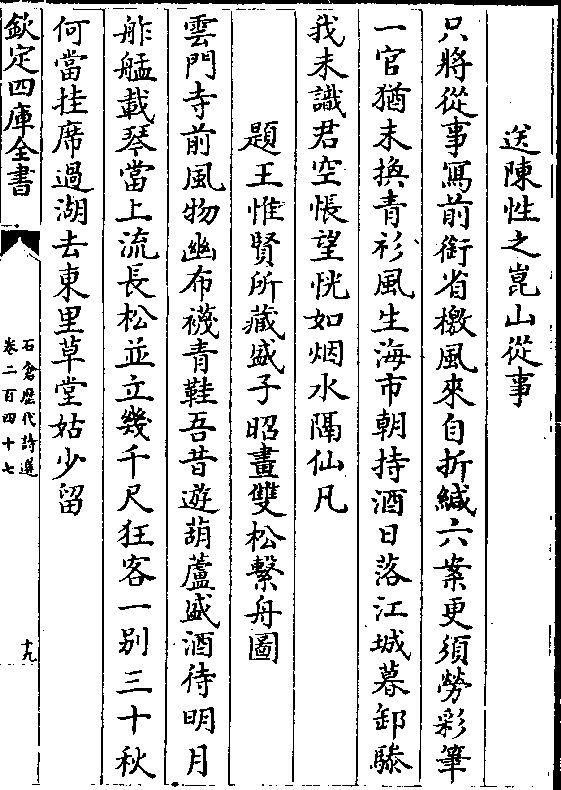 送陳性之崑山從事
只將從事寫前銜省檄風來自折緘六案更須勞彩筆
一官猶未換青衫風生海市朝持酒日落江城暮卸驂
我未識君空悵望恍如烟水隔仙凡
題王惟賢所藏盛子昭畫雙松繫舟圖
雲門寺前風物幽布襪青鞋吾昔遊葫蘆盛酒待明月
舴艋載琴當上流長松並立幾千尺狂客一别三十秋
何當挂席過湖去東里草堂姑少留
欽定四庫全書
石倉歴代詩選
卷二百四十七
十九